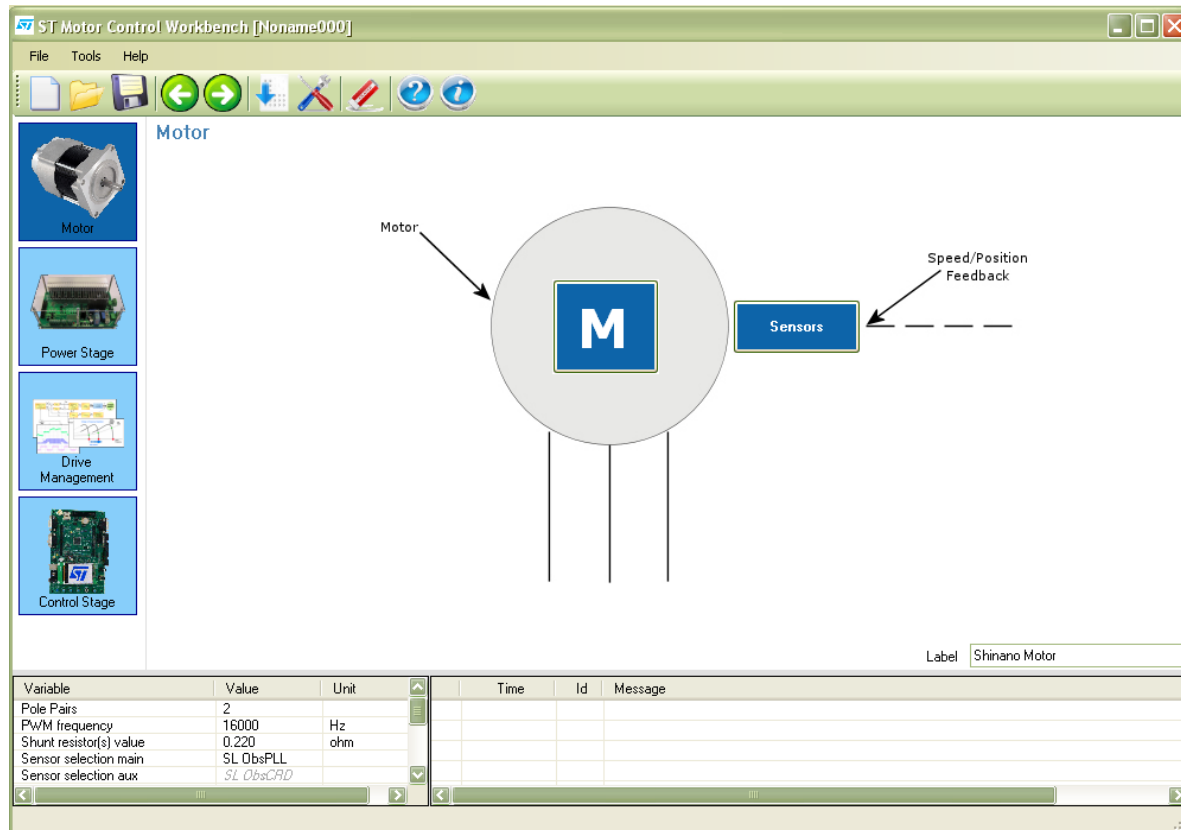 ST Motor Control Workbench [Noname000]
File Tools Help
Motor
Motor
Power Stage
Drive
Management
ST
Control Stage
Motor
M
Sensors
Speed/Position
Feedback
Label Shinano Motor
Variable Value Unit
Pole Pairs 2
PWM frequency 16000 Hz
Shunt resistor(s) value 0.220 ohm
Sensor selection main SL ObsPLL
Sensor selection aux SL ObsCRD
Time Id Message